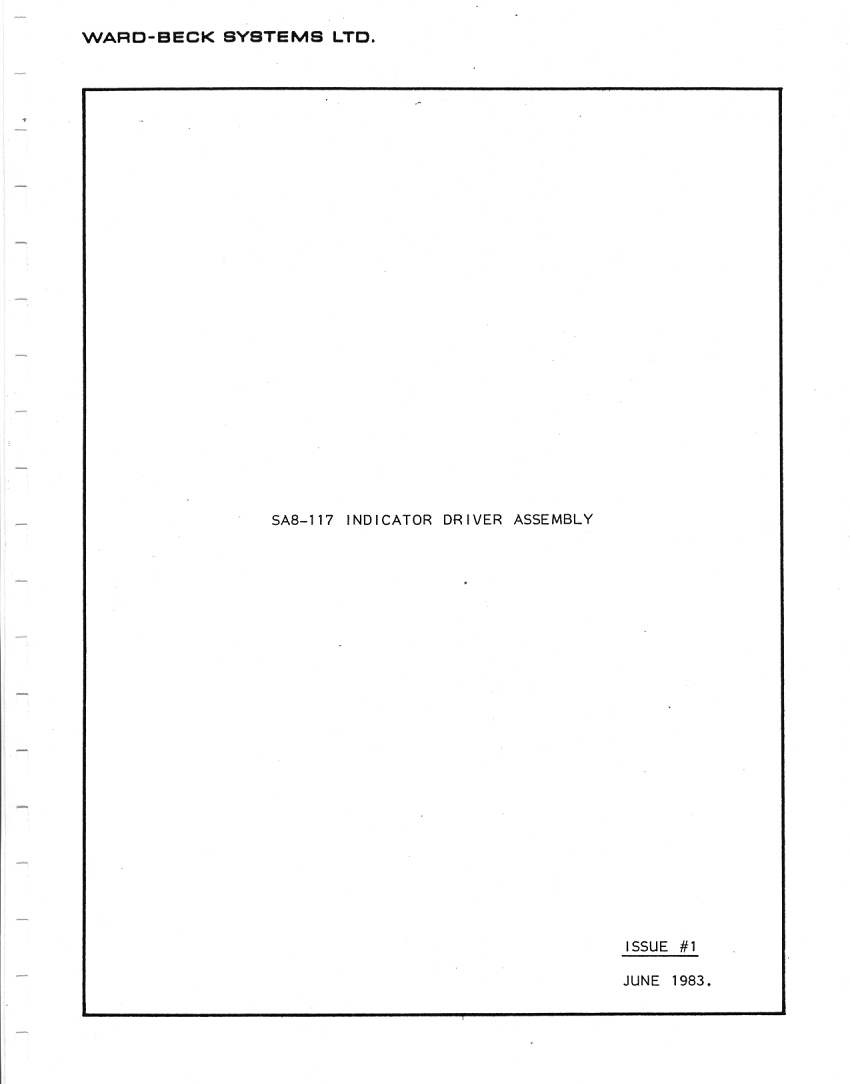 WARD-BECK SYSTEMS LTD.
SA8-117 INDICATOR DRIVER ASSEMBLY
ISSUE #1
JUNE 1983.